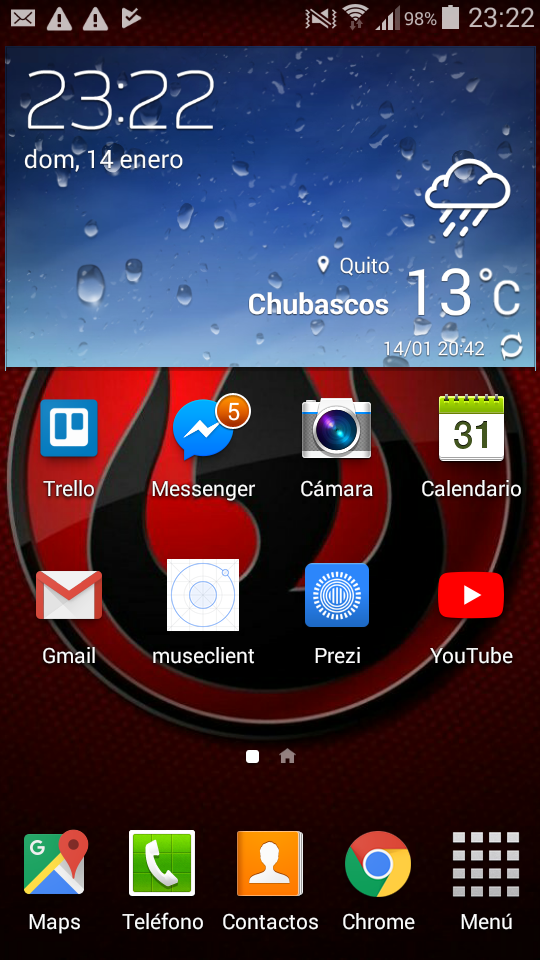 98% 23:22
23:22
dom, 14 enero
Quito
Chubascos 13°C
14/01 20:42
5
31
Trello Messenger Cámara Calendario
Gmail museclient Prezi YouTube
G
Maps Teléfono Contactos Chrome Menú